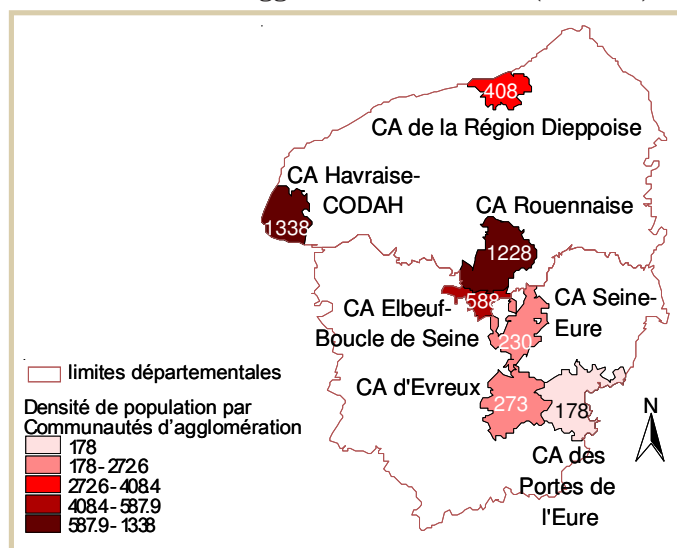 408
CA de la Région Dieppoise
CA Havraise-
CODAH
1338
CA Rouennaise
1228
588
CA Elbeuf-
Boucle de Seine
CA Seine-
Eure
230
limites départementales
CA d'Evreux
273
178
N
CA des
Portes de
l'Eure
Densité de population par
Communautés d'agglomération
178
178 - 272.6
272.6 - 408.4
408.4 - 587.9
587.9 - 1338